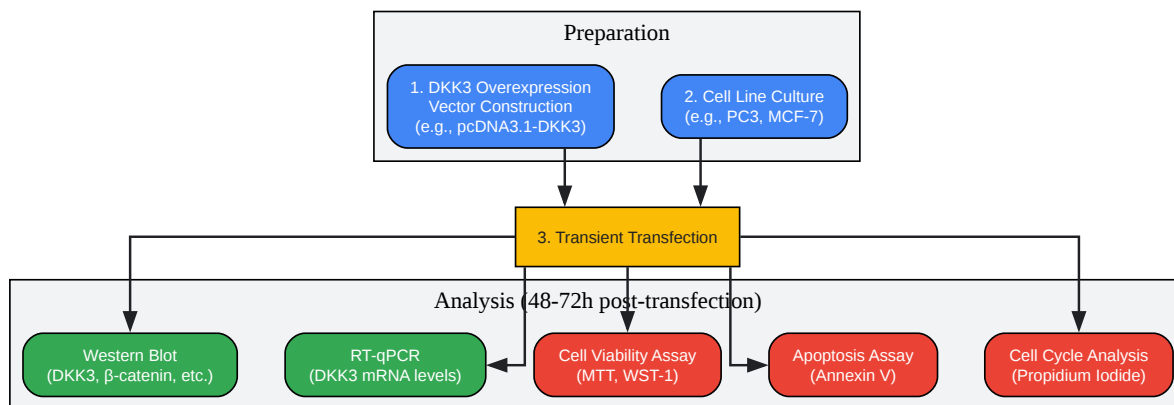 Preparation
1. DKK3 Overexpression
Vector Construction
(e.g., pcDNA3.1-DKK3)
2. Cell Line Culture
(e.g., PC3, MCF-7)
3. Transient Transfection
Analysis (48-72h post-transfection)
Western Blot
(DKK3, β-catenin, etc.)
RT-qPCR
(DKK3 mRNA levels)
Cell Viability Assay
(MTT, WST-1)
Apoptosis Assay
(Annexin V)
Cell Cycle Analysis
(Propidium Iodide)